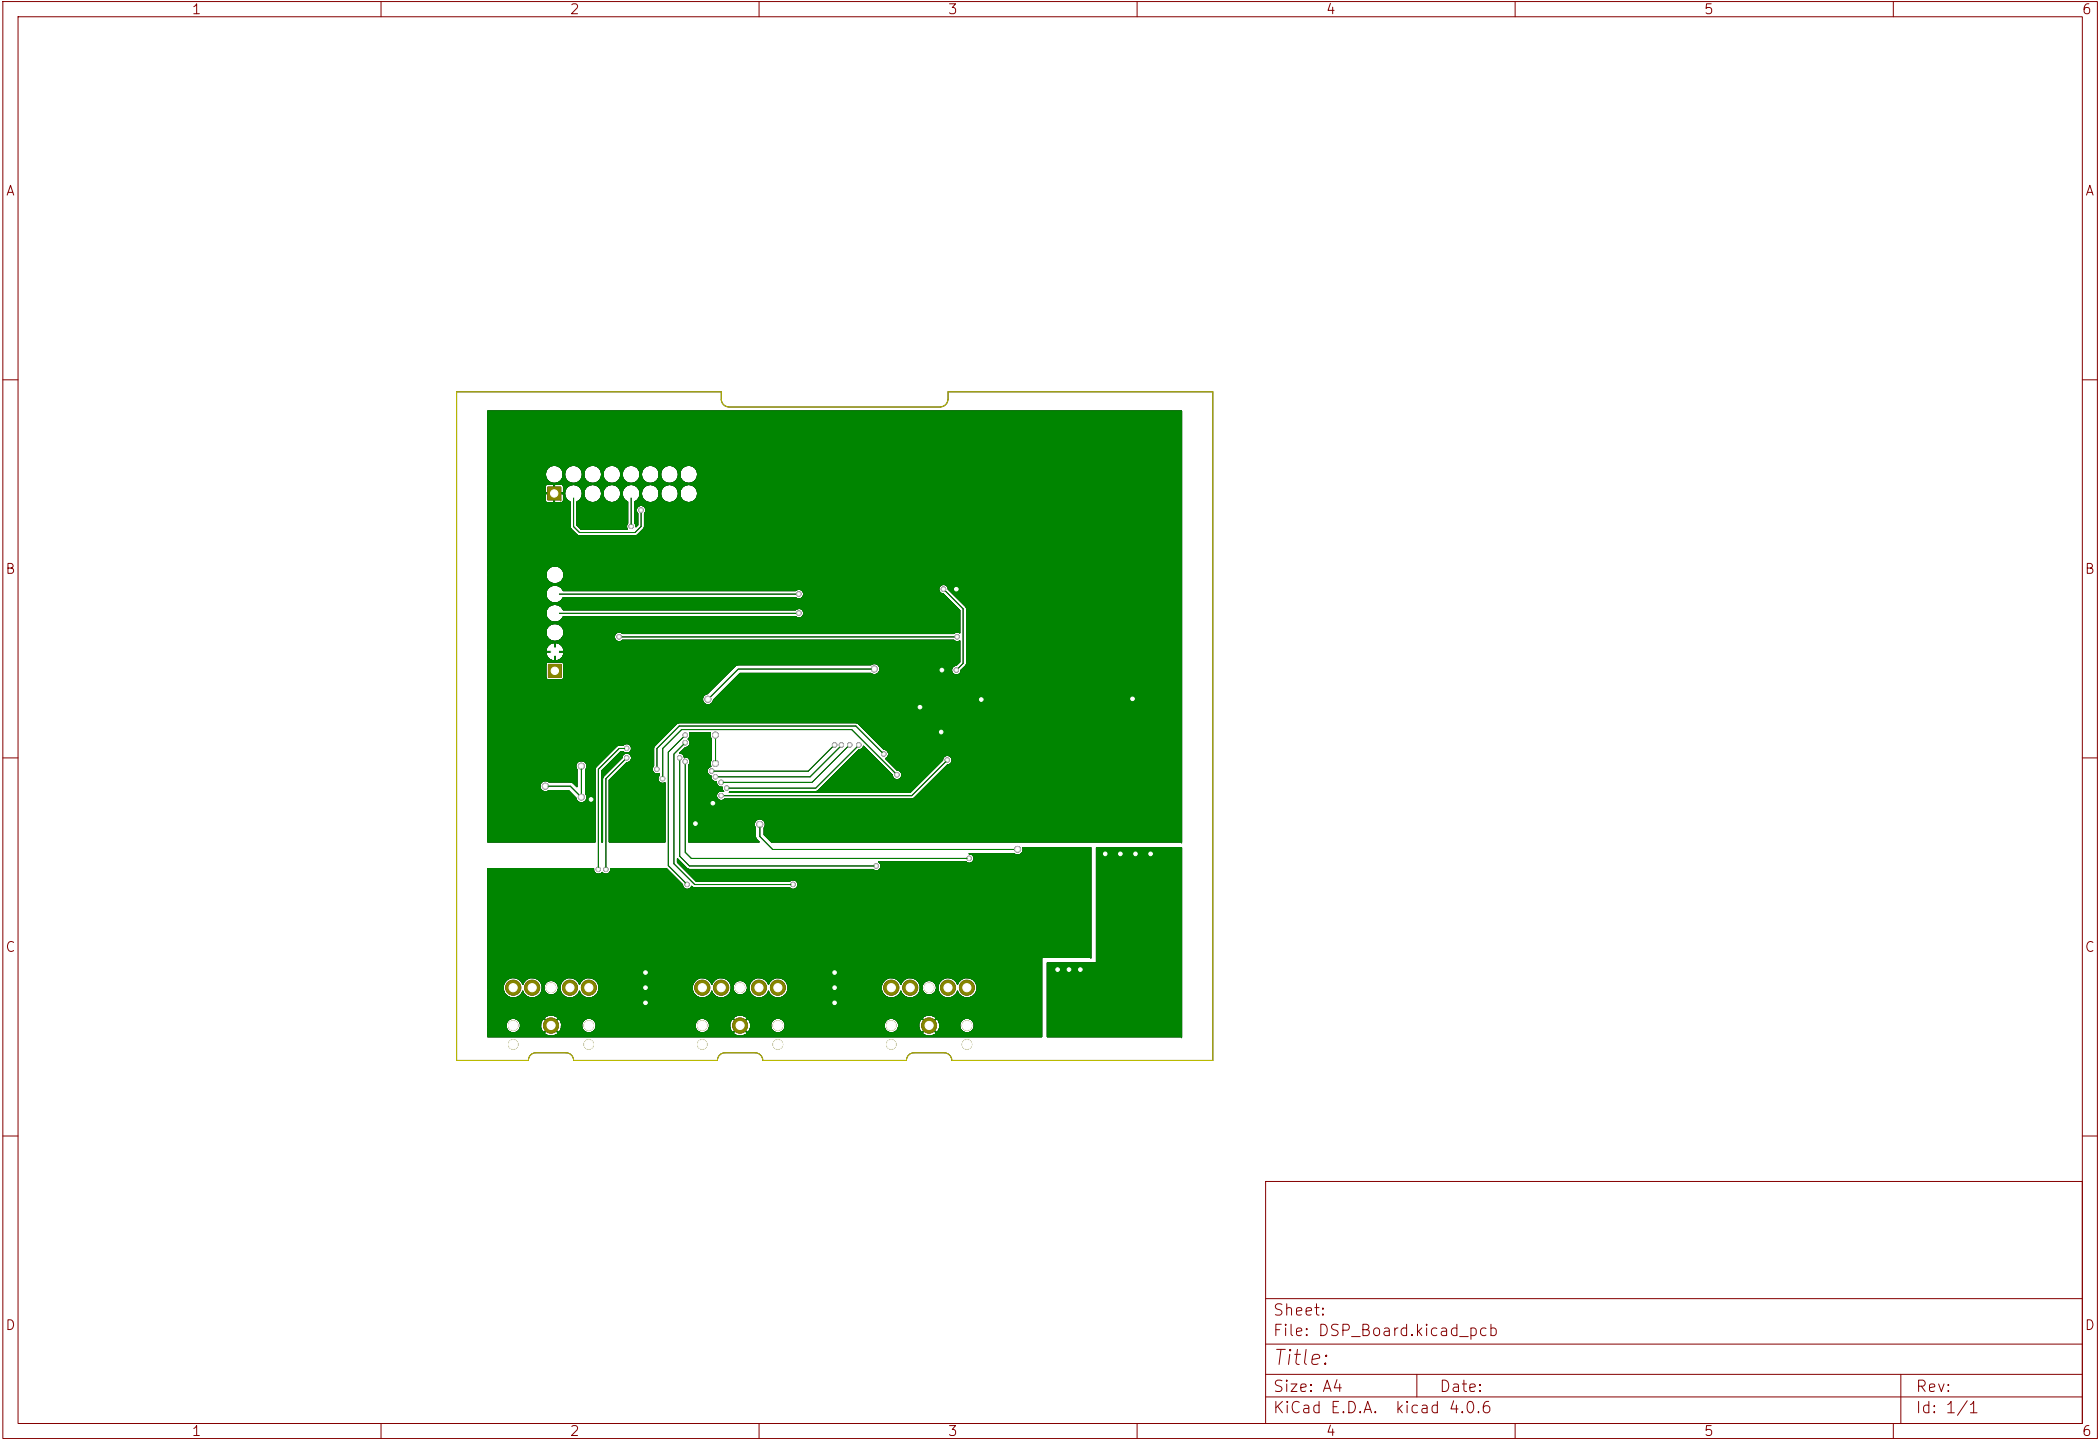 1 2 3 4 5 6
A A
B B
C C
Sheet:
File: DSP_Board.kicad_pcb
D D
Title:
Size: A4 Date: Rev:
KiCad E.D.A. kicad 4.0.6 Id: 1/1
1 2 3 4 5 6